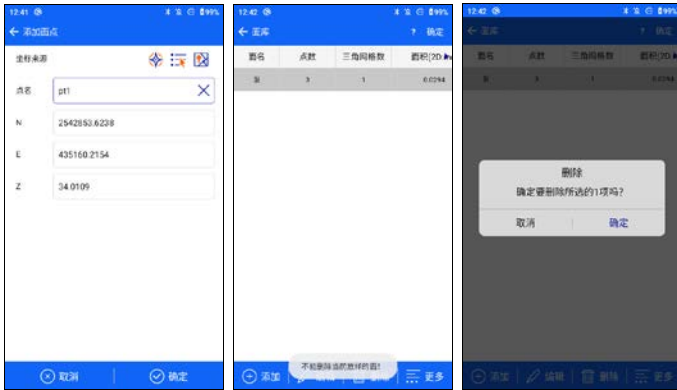 12:41
99%
添加面点
坐标来源
点名 pt1
N 2542853.6238
E 435160.2154
Z 34.0109
取消 确定
12:42
99%
面库 ? 确定
面名 点数 三角网格数 面积(2D
3 1 0.0294
不能删除当前放样的面!
添加 更多
12:42
99%
面库 ? 确定
面名 点数 三角网格数 面积(2D
3 1 0.0294
删除
确定要删除所选的1项吗?
取消 确定
添加 编辑 删除 更多